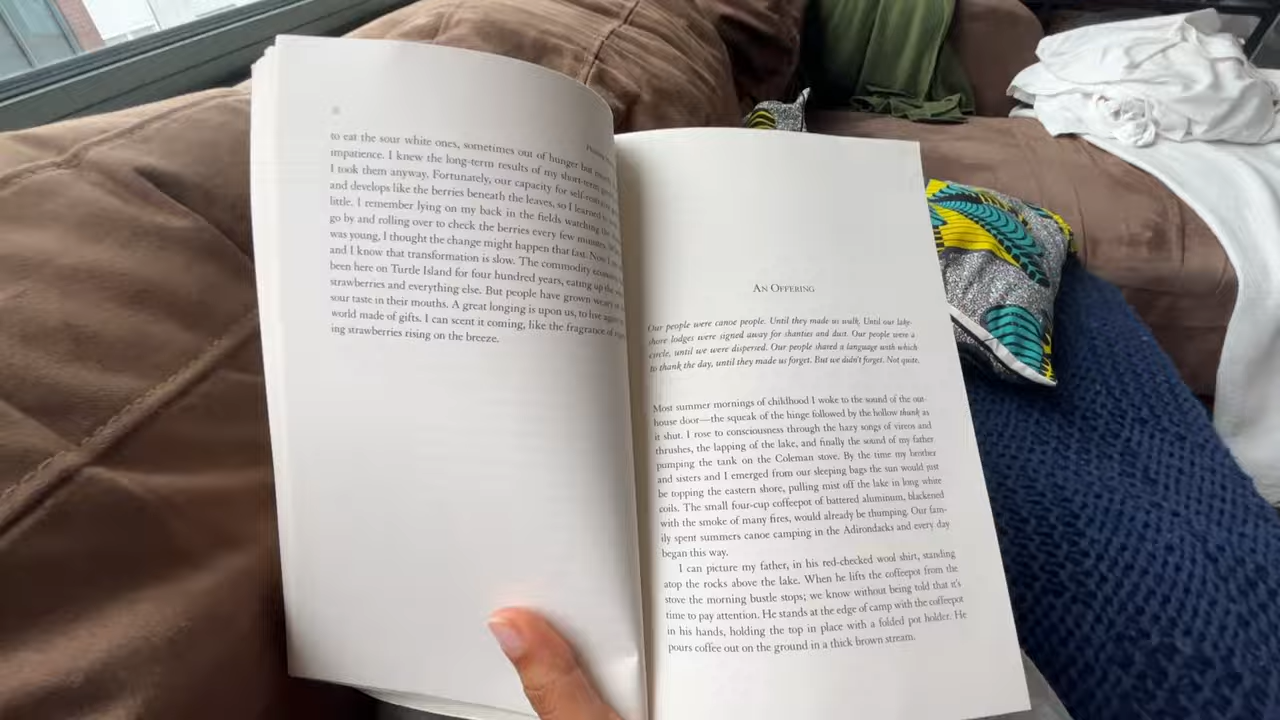 to eat the sour white ones, sometimes out of hunger but
impatience. I knew the long-term results of my short-term
I took them anyway. Fortunately, our capacity for self-
and develops like the berries beneath the leaves, so I learned
little. I remember lying on my back in the fields watching
go by and rolling over to check the berries every few minutes.
was young, I thought the change might happen that fast. Now
and I know that transformation is slow. The commodity
been here on Turtle Island for four hundred years, eating up the
strawberries and everything else. But people have grown weary
sour taste in their mouths. A great longing is upon us, to live
world made of gifts. I can scent it coming, like the fragrance of
ing strawberries rising on the breeze.
AN OFFERING
Our people were canoe people. Until they made us walk. Until our lake-
shore lodges were signed away for shanties and dust. Our people were a
circle, until we were dispersed. Our people shared a language with which
to thank the day, until they made us forget. But we didn't forget. Not quite.
Most summer mornings of childhood I woke to the sound of the out-
house door—the squeak of the hinge followed by the hollow thunk as
it shut. I rose to consciousness through the hazy songs of vireos and
thrushes, the lapping of the lake, and finally the sound of my father
pumping the tank on the Coleman stove. By the time my brother
and sisters and I emerged from our sleeping bags the sun would just
be topping the eastern shore, pulling mist off the lake in long white
coils. The small four-cup coffeepot of battered aluminum, blackened
with the smoke of many fires, would already be thumping. Our fam-
ily spent summers canoe camping in the Adirondacks and every day
began this way.
I can picture my father, in his red-checked wool shirt, standing
atop the rocks above the lake. When he lifts the coffeepot from the
stove the morning bustle stops; we know without being told that it's
time to pay attention. He stands at the edge of camp with the coffeepot
in his hands, holding the top in place with a folded pot holder. He
pours coffee out on the ground in a thick brown stream.